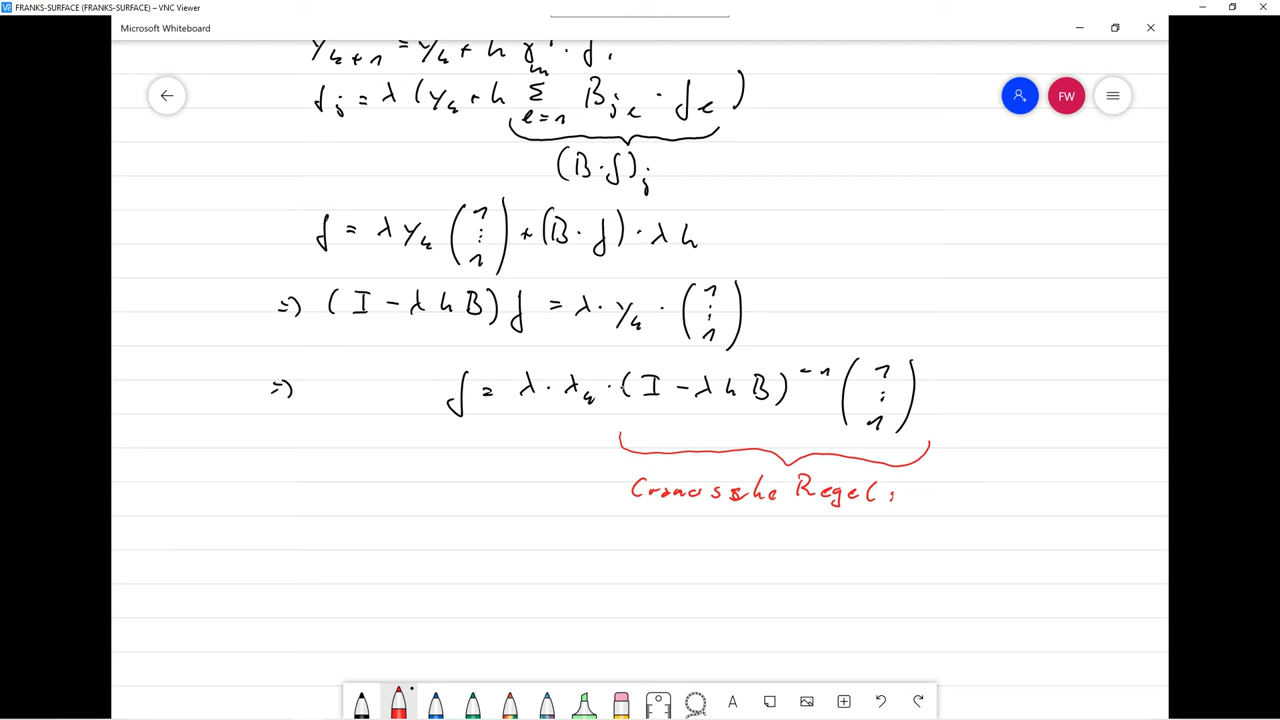 FRANKS-SURFACE (FRANKS-SURFACE) – VNC Viewer
Microsoft Whiteboard
y_{k+1} = y_k + h γ^T · f,
f_j = λ (y_k + h Σ_{l=1}^{m} B_{jl} · f_l)
(B · f)_j
FW
f = λ y_k (1 ⋮ 1) + (B · f) · λ h
⇒ (I − λ h B) f = λ · y_k · (1 ⋮ 1)
⇒ f = λ · λ_k · (I − λ h B)^{−1} (1 ⋮ 1)
Cramersche Regel:
A